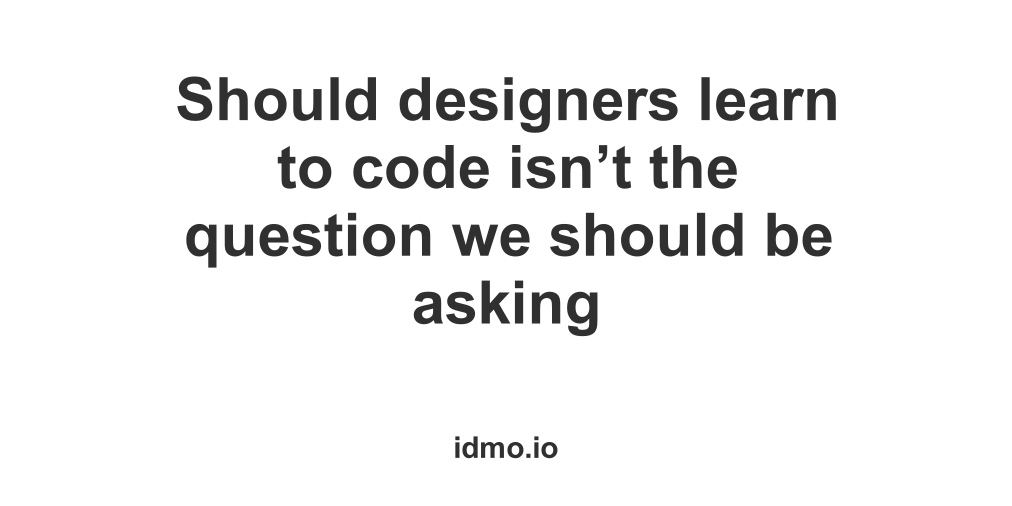 Should designers learn
to code isn’t the
question we should be
asking
idmo.io